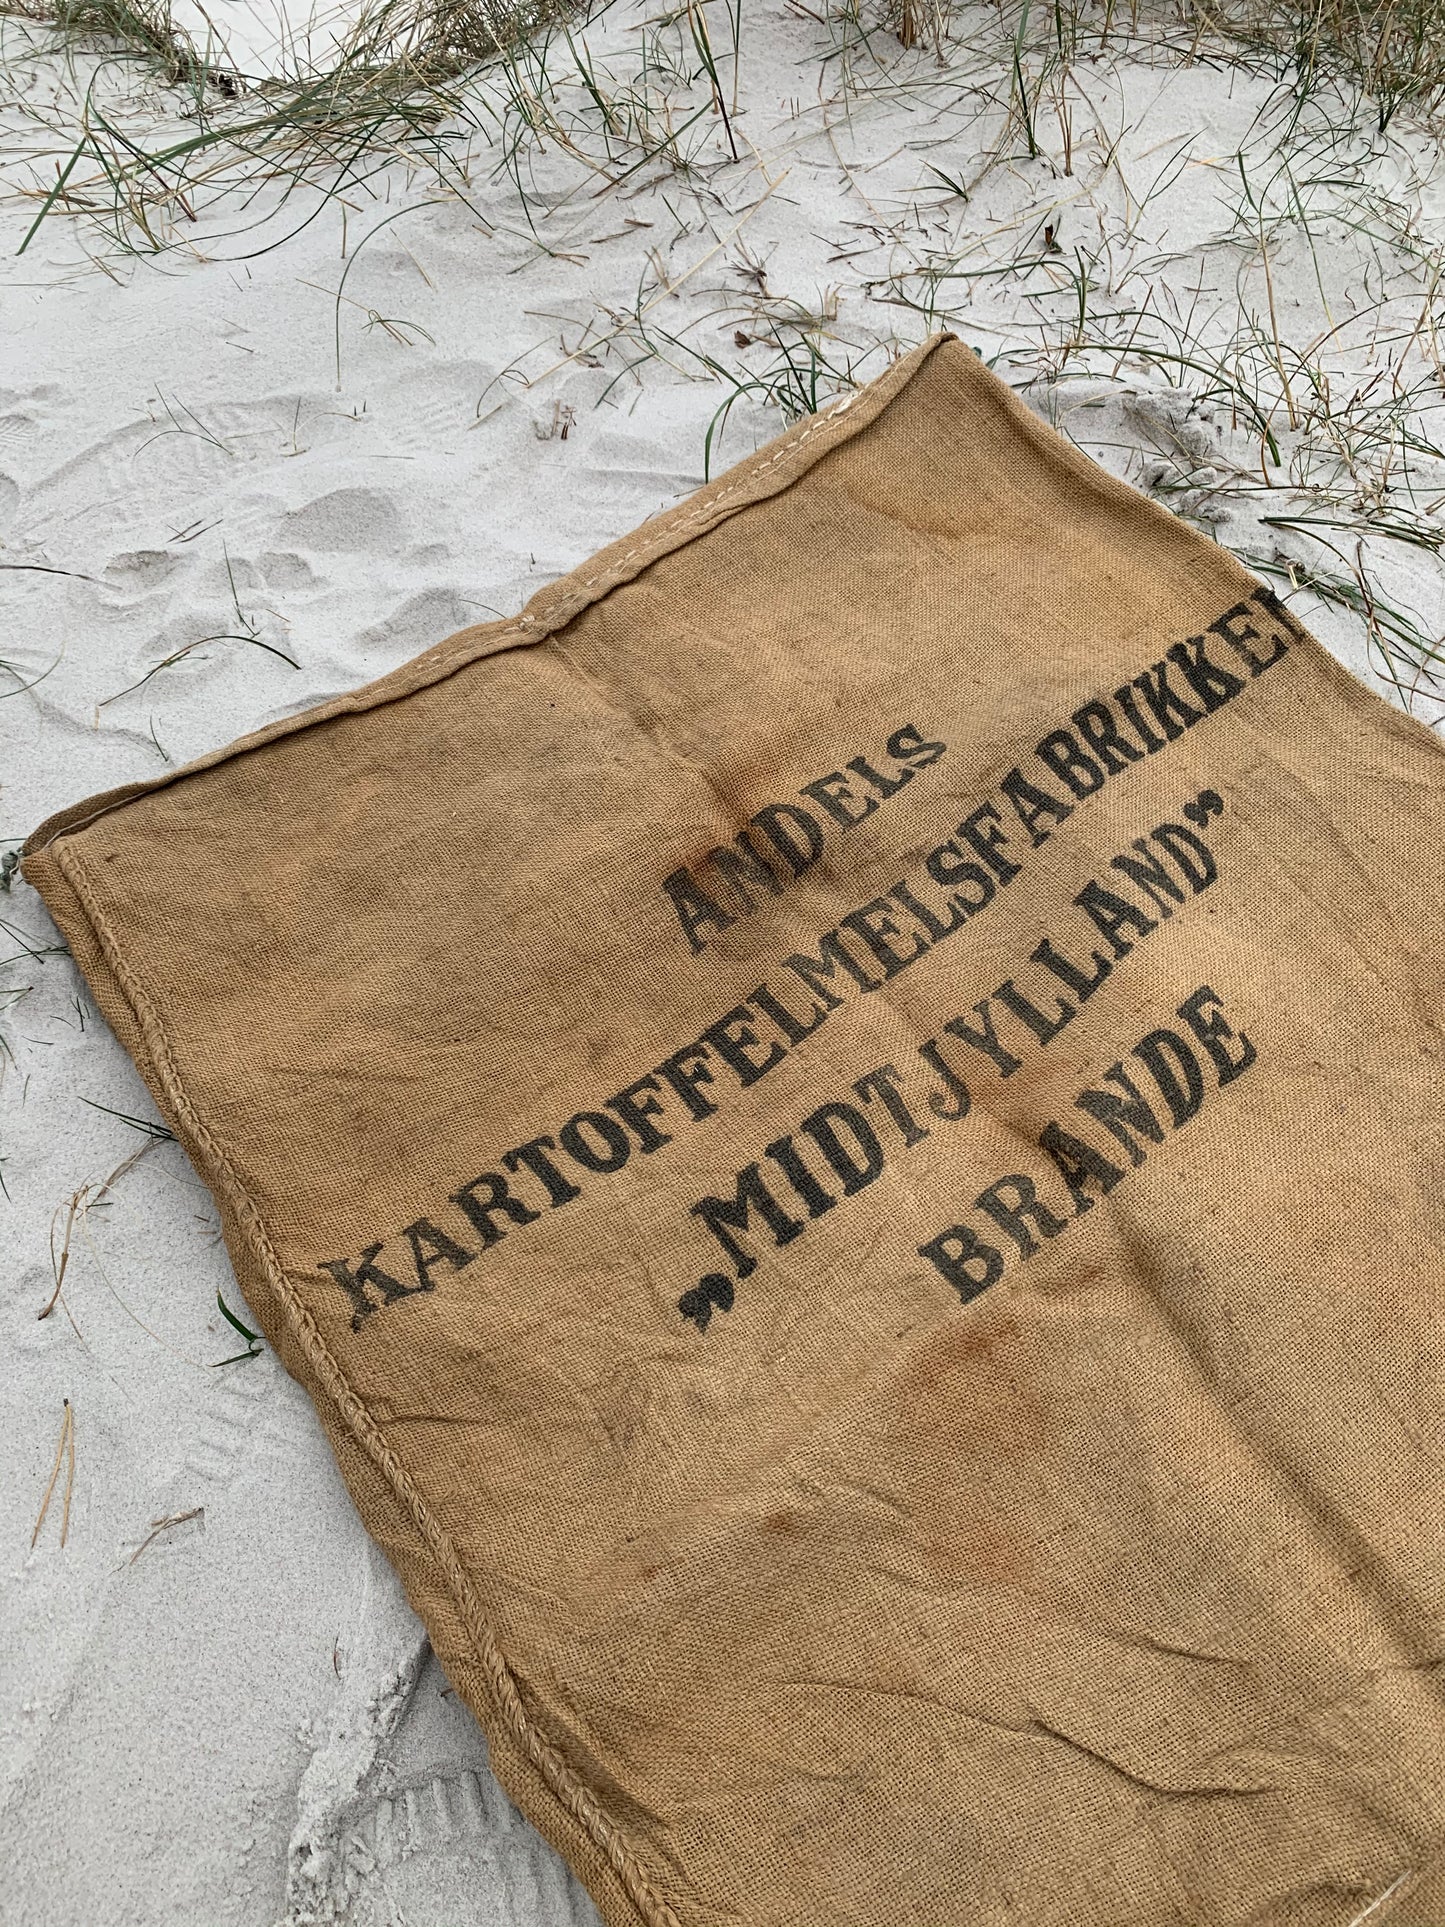 ANDELS
KARTOFFELMELSFABRIKKEN
„MIDTJYLLAND”
BRANDE